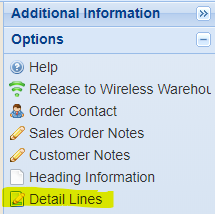 Additional Information
Options
Help
Release to Wireless Warehou
Order Contact
Sales Order Notes
Customer Notes
Heading Information
Detail Lines